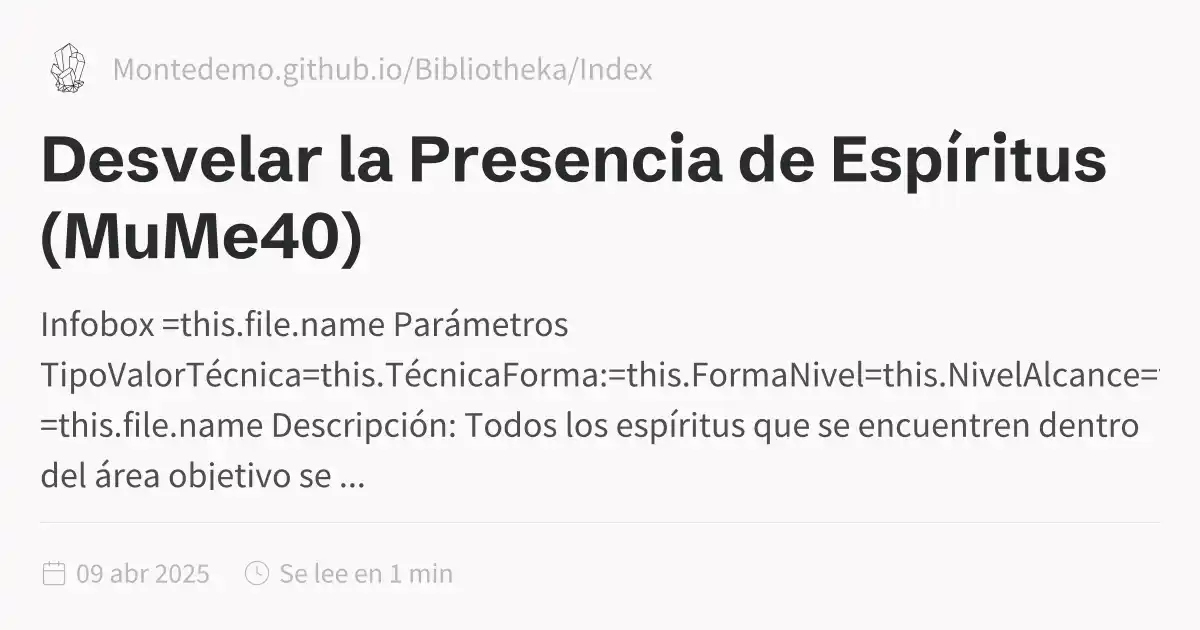 Montedemo.github.io/Bibliotheka/Index
Desvelar la Presencia de Espíritus
(MuMe40)
Infobox =this.file.name Parámetros
TipoValorTécnica=this.TécnicaForma:=this.FormaNivel=this.NivelAlcance=
=this.file.name Descripción: Todos los espíritus que se encuentren dentro
del área objetivo se ...
09 abr 2025 Se lee en 1 min